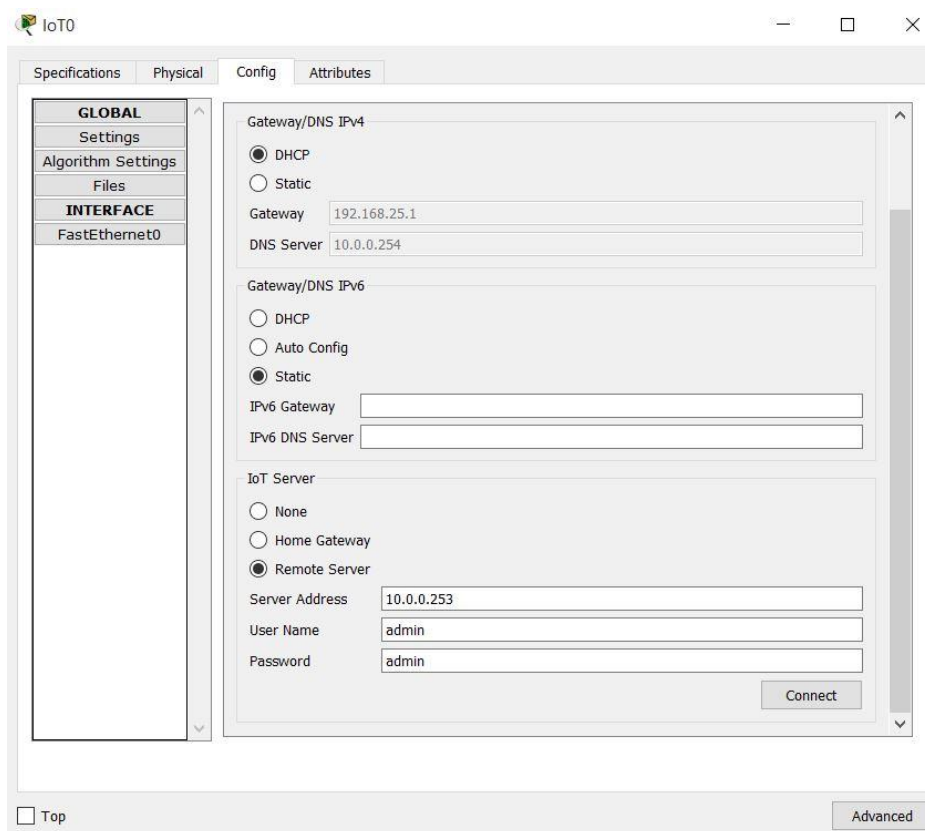 IoT0
Specifications Physical Config Attributes
GLOBAL
Settings
Algorithm Settings
Files
INTERFACE
FastEthernet0
Gateway/DNS IPv4
DHCP
Static
Gateway 192.168.25.1
DNS Server 10.0.0.254
Gateway/DNS IPv6
DHCP
Auto Config
Static
IPv6 Gateway
IPv6 DNS Server
IoT Server
None
Home Gateway
Remote Server
Server Address 10.0.0.253
User Name admin
Password admin
Connect
Top
Advanced